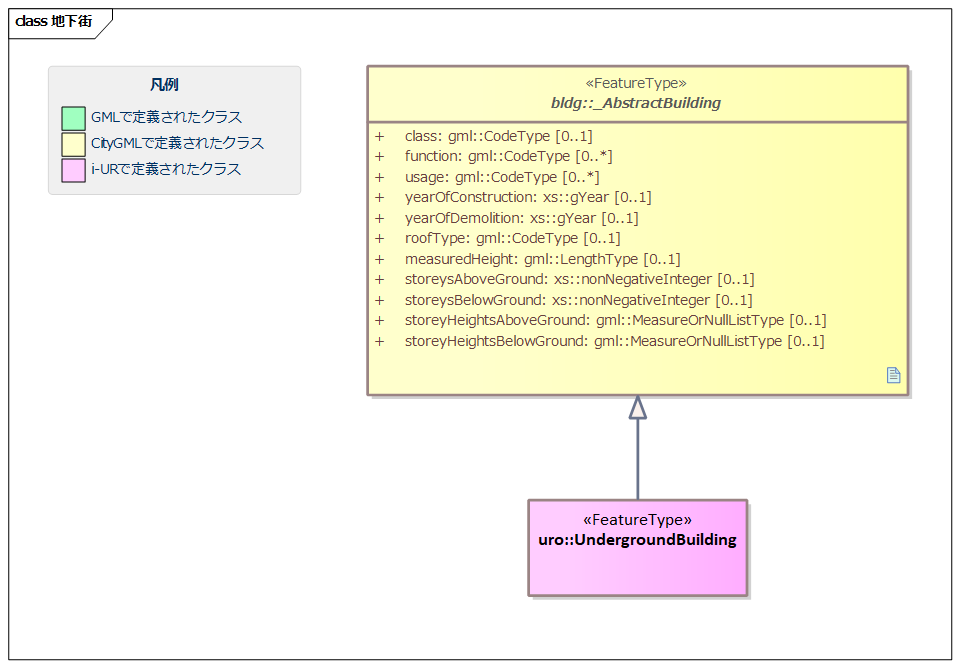 class 地下街
凡例
GMLで定義されたクラス
CityGMLで定義されたクラス
i-URで定義されたクラス
«FeatureType»
bldg::_AbstractBuilding
+ class: gml::CodeType [0..1]
+ function: gml::CodeType [0..*]
+ usage: gml::CodeType [0..*]
+ yearOfConstruction: xs::gYear [0..1]
+ yearOfDemolition: xs::gYear [0..1]
+ roofType: gml::CodeType [0..1]
+ measuredHeight: gml::LengthType [0..1]
+ storeysAboveGround: xs::nonNegativeInteger [0..1]
+ storeysBelowGround: xs::nonNegativeInteger [0..1]
+ storeyHeightsAboveGround: gml::MeasureOrNullListType [0..1]
+ storeyHeightsBelowGround: gml::MeasureOrNullListType [0..1]
«FeatureType»
uro::UndergroundBuilding